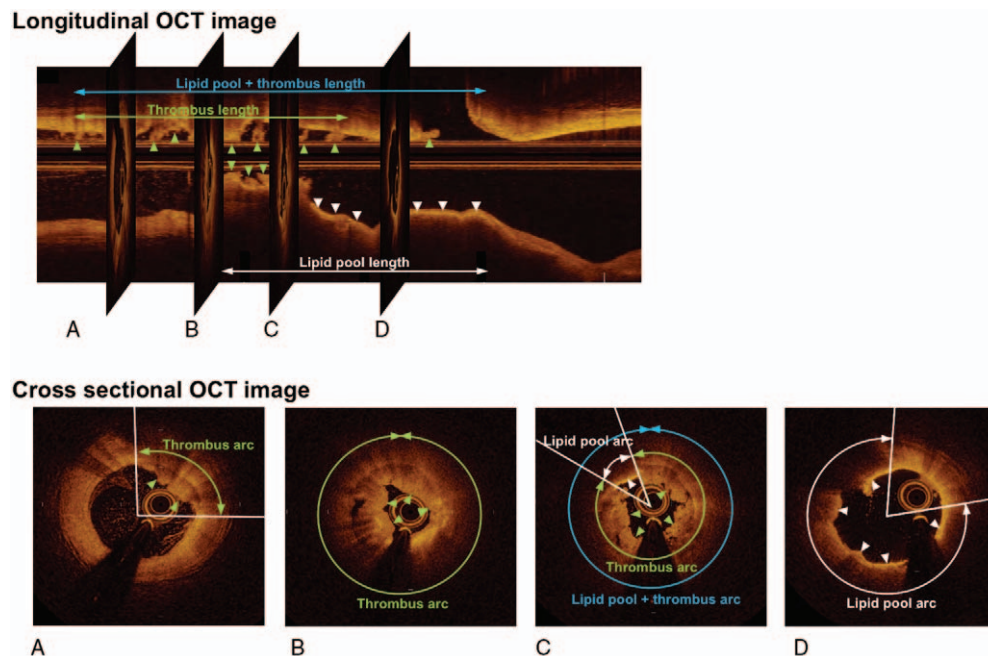 Longitudinal OCT image
Lipid pool + thrombus length
Thrombus length
Lipid pool length
A
B
C
D
Cross sectional OCT image
Thrombus arc
Thrombus arc
Lipid pool arc
Thrombus arc
Lipid pool + thrombus arc
Lipid pool arc
A
B
C
D